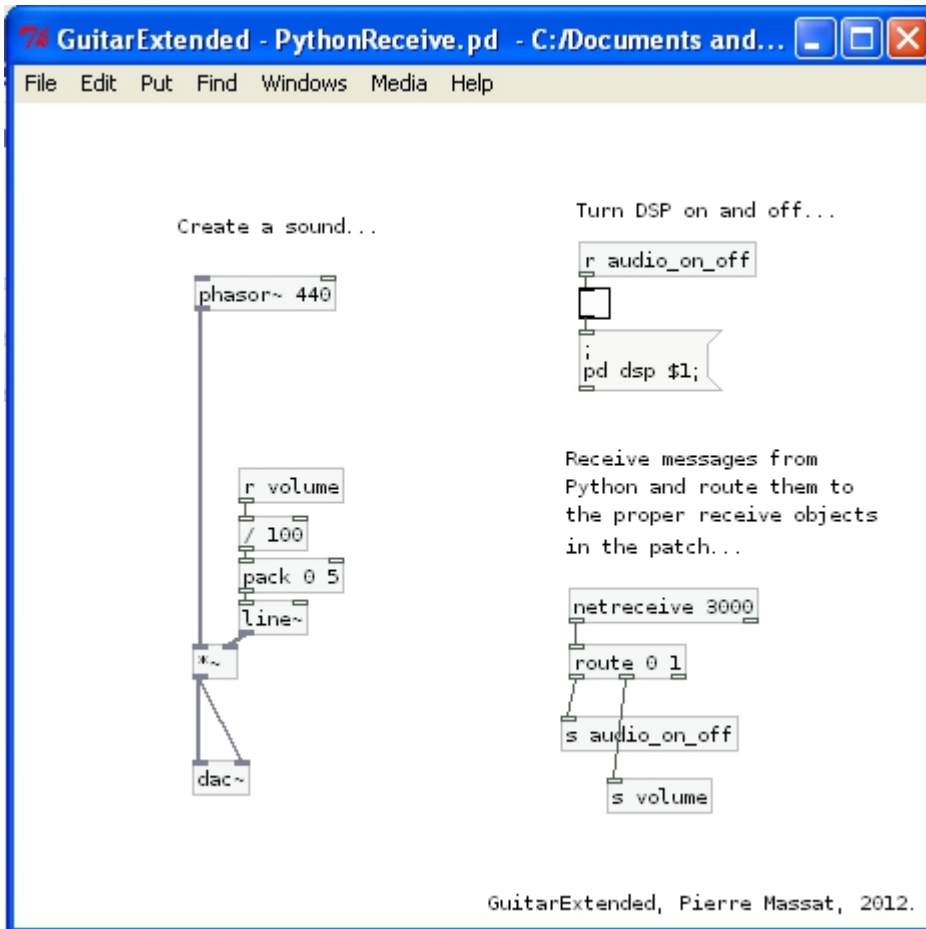 GuitarExtended - PythonReceive.pd - C:/Documents and...
File Edit Put Find Windows Media Help
Create a sound...
phasor~ 440
r volume
/ 100
pack 0 5
line~
*~
dac~
Turn DSP on and off...
r audio_on_off
;
pd dsp $1;
Receive messages from
Python and route them to
the proper receive objects
in the patch...
netreceive 3000
route 0 1
s audio_on_off
s volume
GuitarExtended, Pierre Massat, 2012.